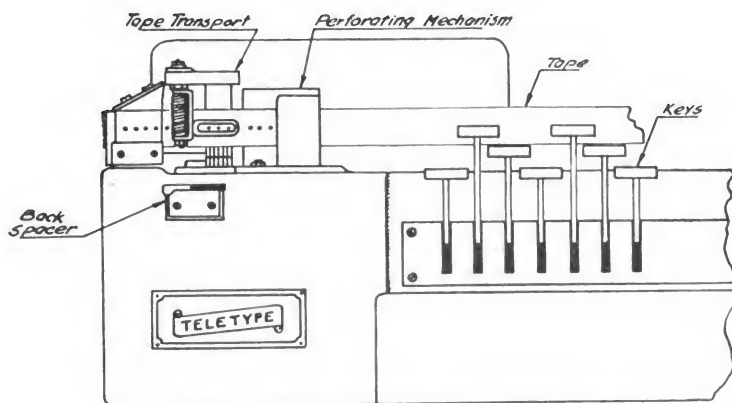 Tape Transport
Perforating Mechanism
Tape
Keys
Back
Spacer
TELETYPE